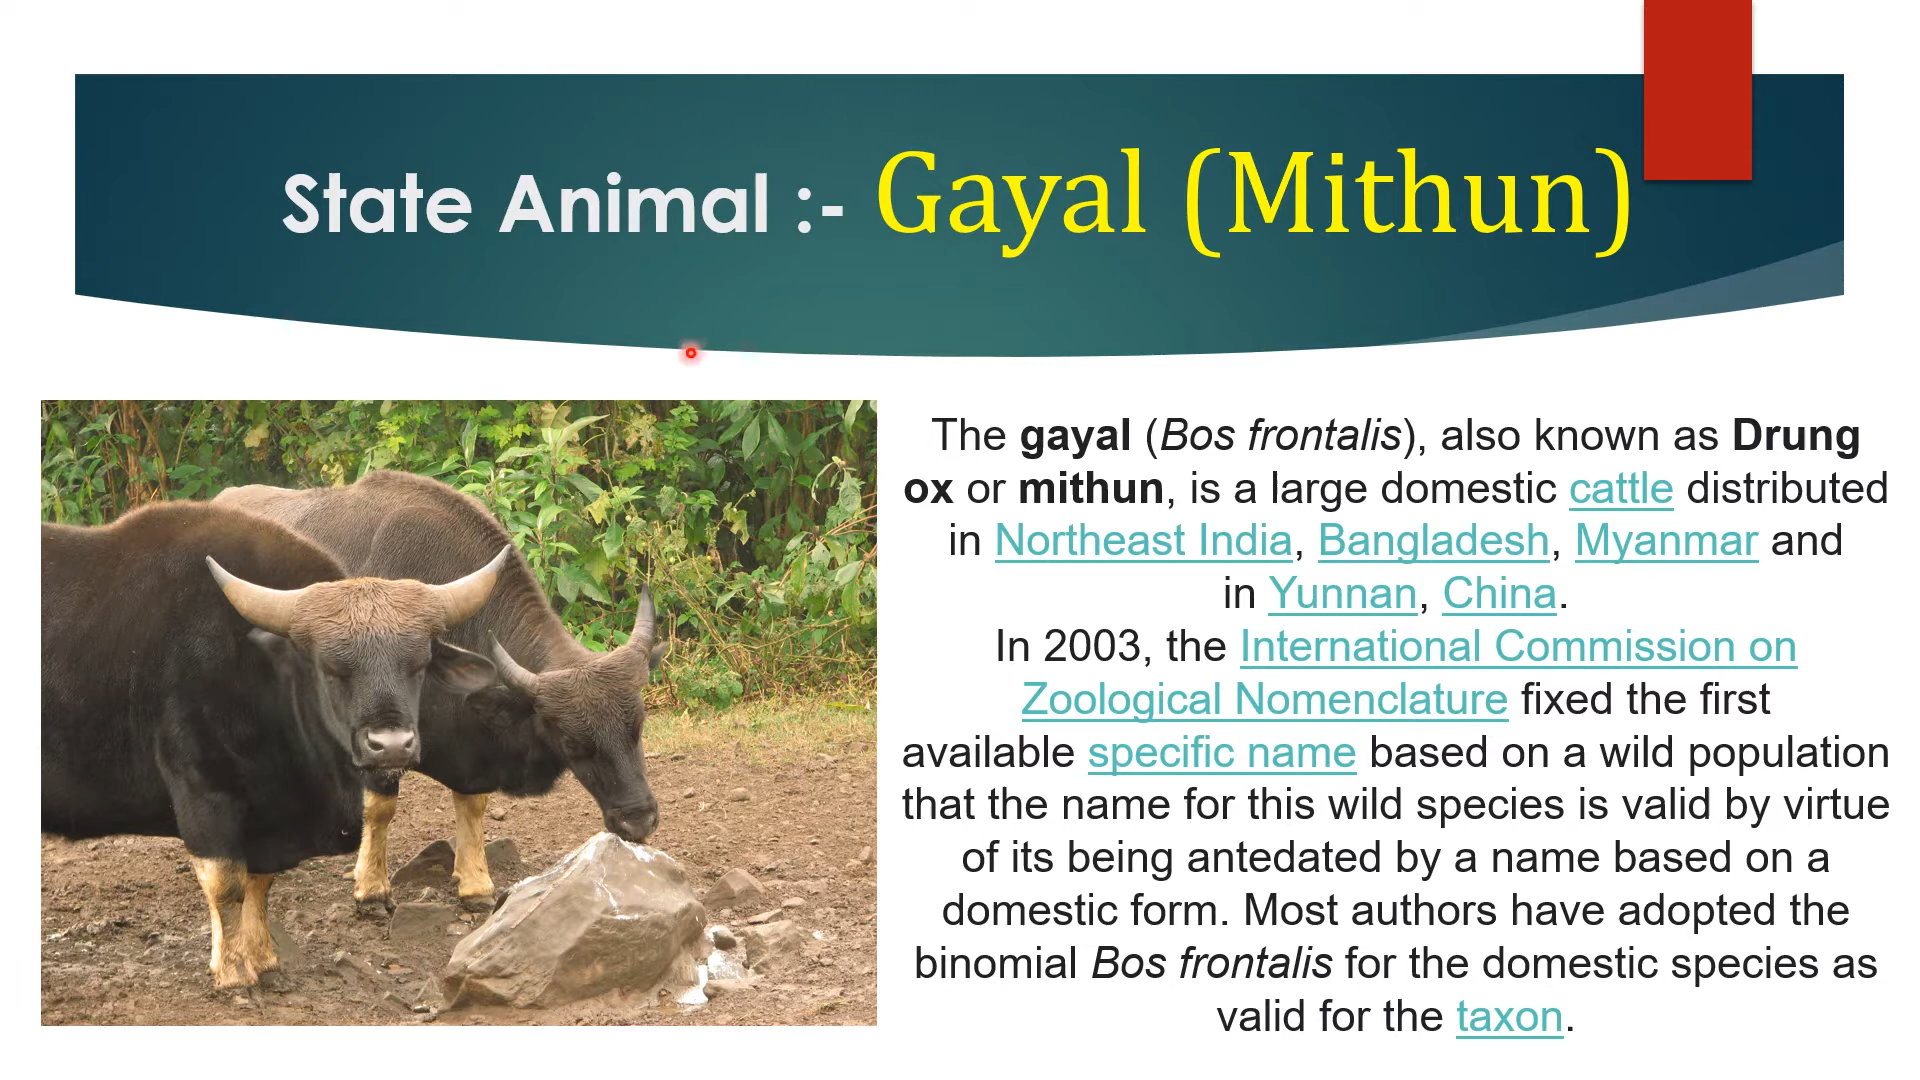 State Animal :- Gayal (Mithun)
The gayal (Bos frontalis), also known as Drung
ox or mithun, is a large domestic cattle distributed
in Northeast India, Bangladesh, Myanmar and
in Yunnan, China.
In 2003, the International Commission on
Zoological Nomenclature fixed the first
available specific name based on a wild population
that the name for this wild species is valid by virtue
of its being antedated by a name based on a
domestic form. Most authors have adopted the
binomial Bos frontalis for the domestic species as
valid for the taxon.